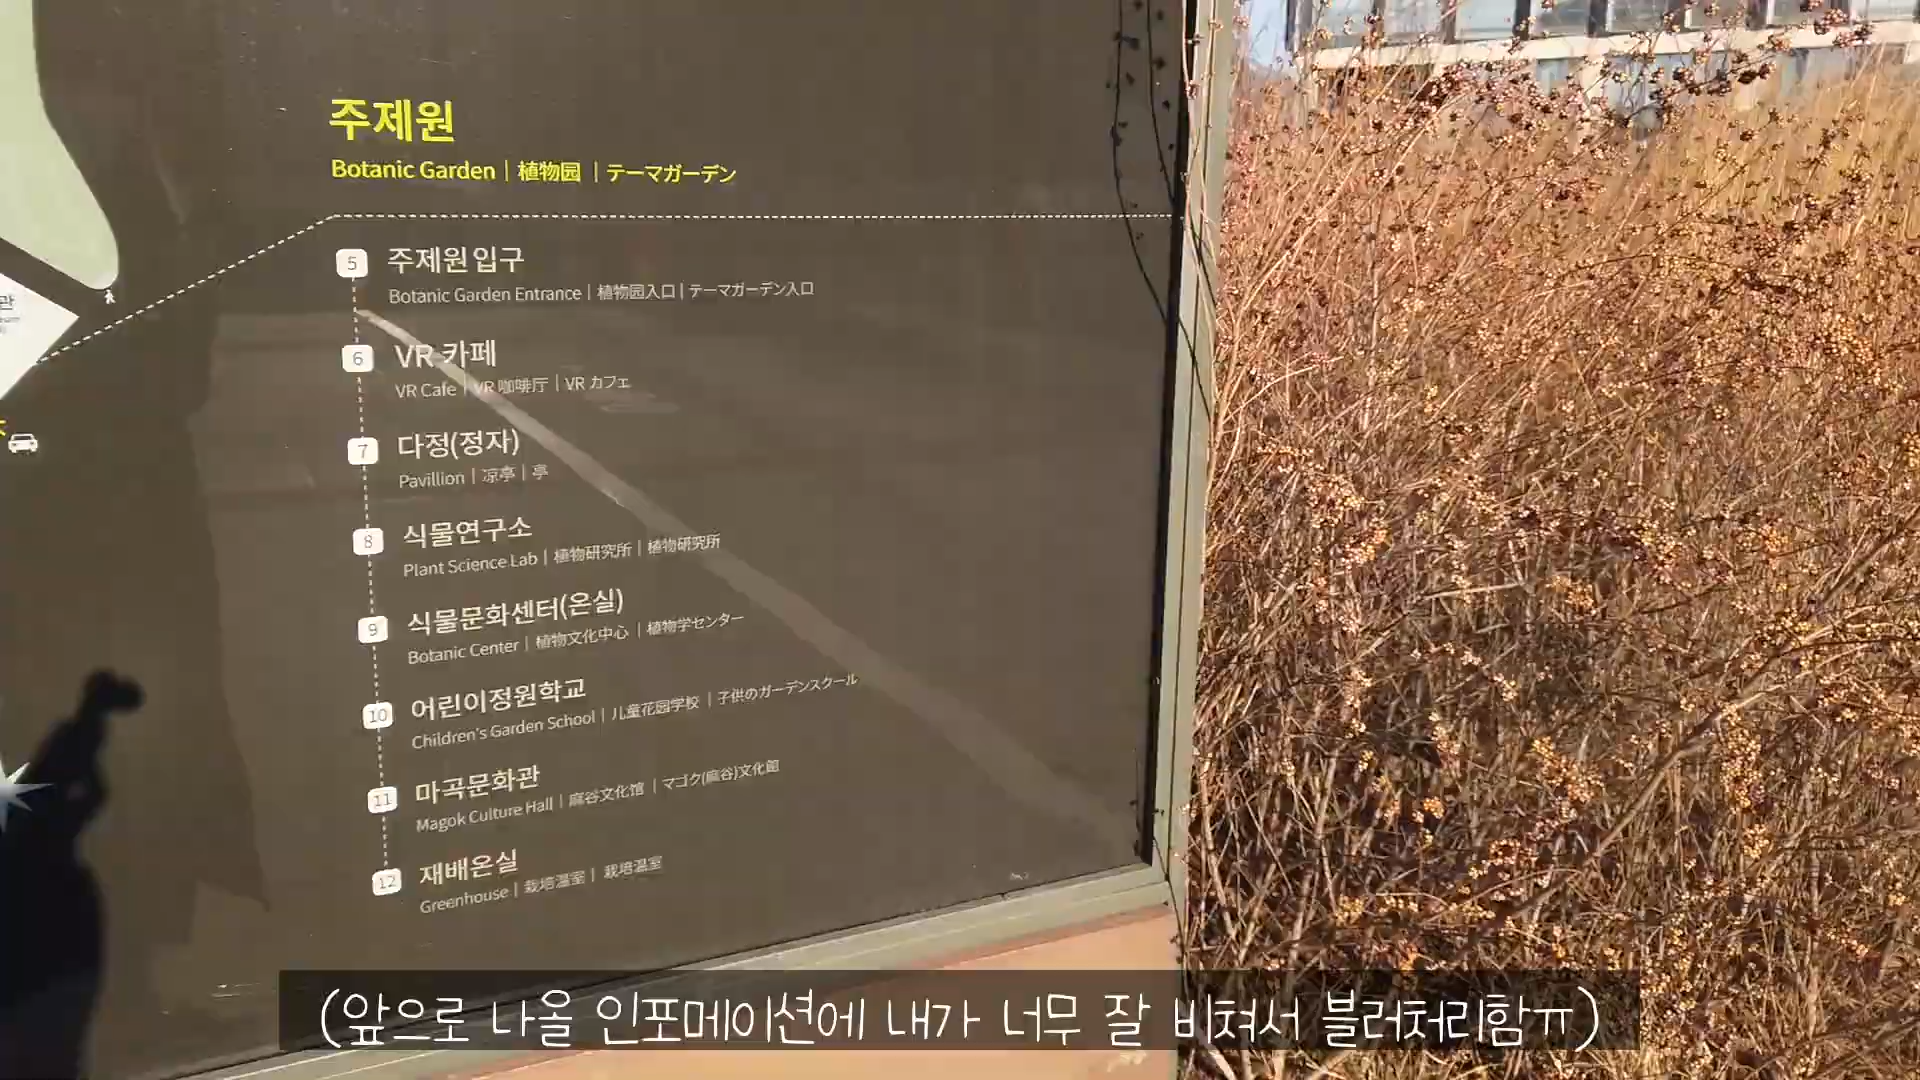 주제원
Botanic Garden | 植物园 | テーマガーデン
5 주제원 입구
Botanic Garden Entrance | 植物园入口 | テーマガーデン入口
6 VR 카페
VR Cafe | VR 咖啡厅 | VR カフェ
7 다정(정자)
Pavillion | 凉亭 | 亭
8 식물연구소
Plant Science Lab | 植物研究所 | 植物研究所
9 식물문화센터(온실)
Botanic Center | 植物文化中心 | 植物学センター
10 어린이정원학교
Children's Garden School | 儿童花园学校 | 子供のガーデンスクール
11 마곡문화관
Magok Culture Hall | 麻谷文化馆 | マゴク(麻谷)文化館
12 재배온실
Greenhouse | 栽培温室 | 栽培温室
(앞으로 나올 인포메이션에 내가 너무 잘 비쳐서 블러처리함ㅠ)